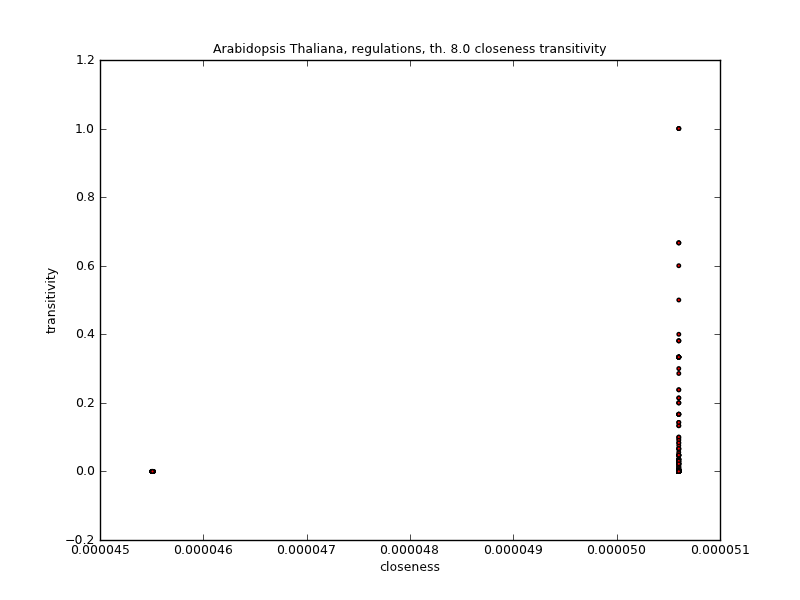 Arabidopsis Thaliana, regulations, th. 8.0 closeness transitivity
1.2
1.0
0.8
0.6
0.4
0.2
0.0
−0.2
transitivity
0.000045 0.000046 0.000047 0.000048 0.000049 0.000050 0.000051
closeness